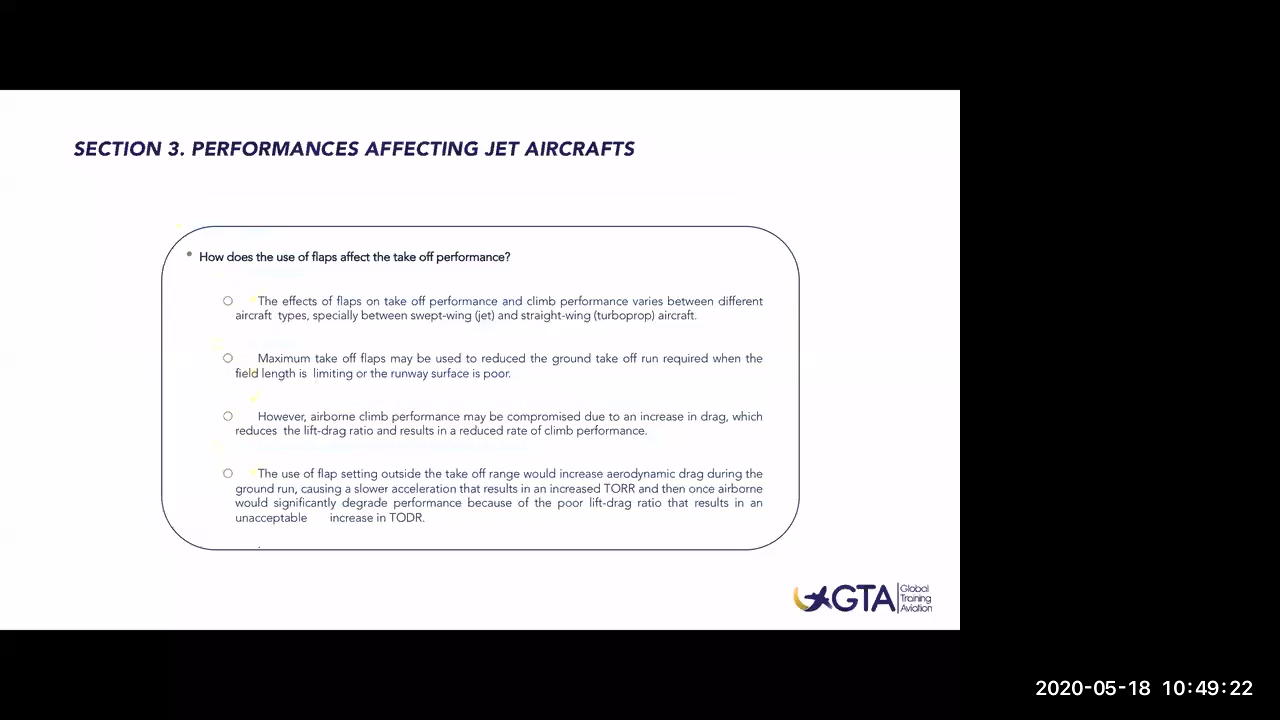 SECTION 3. PERFORMANCES AFFECTING JET AIRCRAFTS
How does the use of flaps affect the take off performance?
The effects of flaps on take off performance and climb performance varies between different
aircraft types, specially between swept-wing (jet) and straight-wing (turboprop) aircraft.
Maximum take off flaps may be used to reduced the ground take off run required when the
field length is limiting or the runway surface is poor.
However, airborne climb performance may be compromised due to an increase in drag, which
reduces the lift-drag ratio and results in a reduced rate of climb performance.
The use of flap setting outside the take off range would increase aerodynamic drag during the
ground run, causing a slower acceleration that results in an increased TORR and then once airborne
would significantly degrade performance because of the poor lift-drag ratio that results in an
unacceptable increase in TODR.
.
GTA
Global
Training
Aviation
2020-05-18 10:49:22